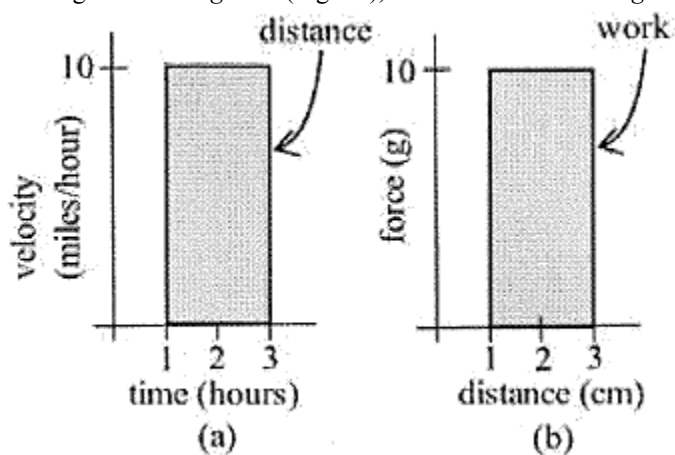 distance
work
10
10
velocity
(miles/hour)
force (g)
1 2 3
1 2 3
time (hours)
distance (cm)
(a)
(b)